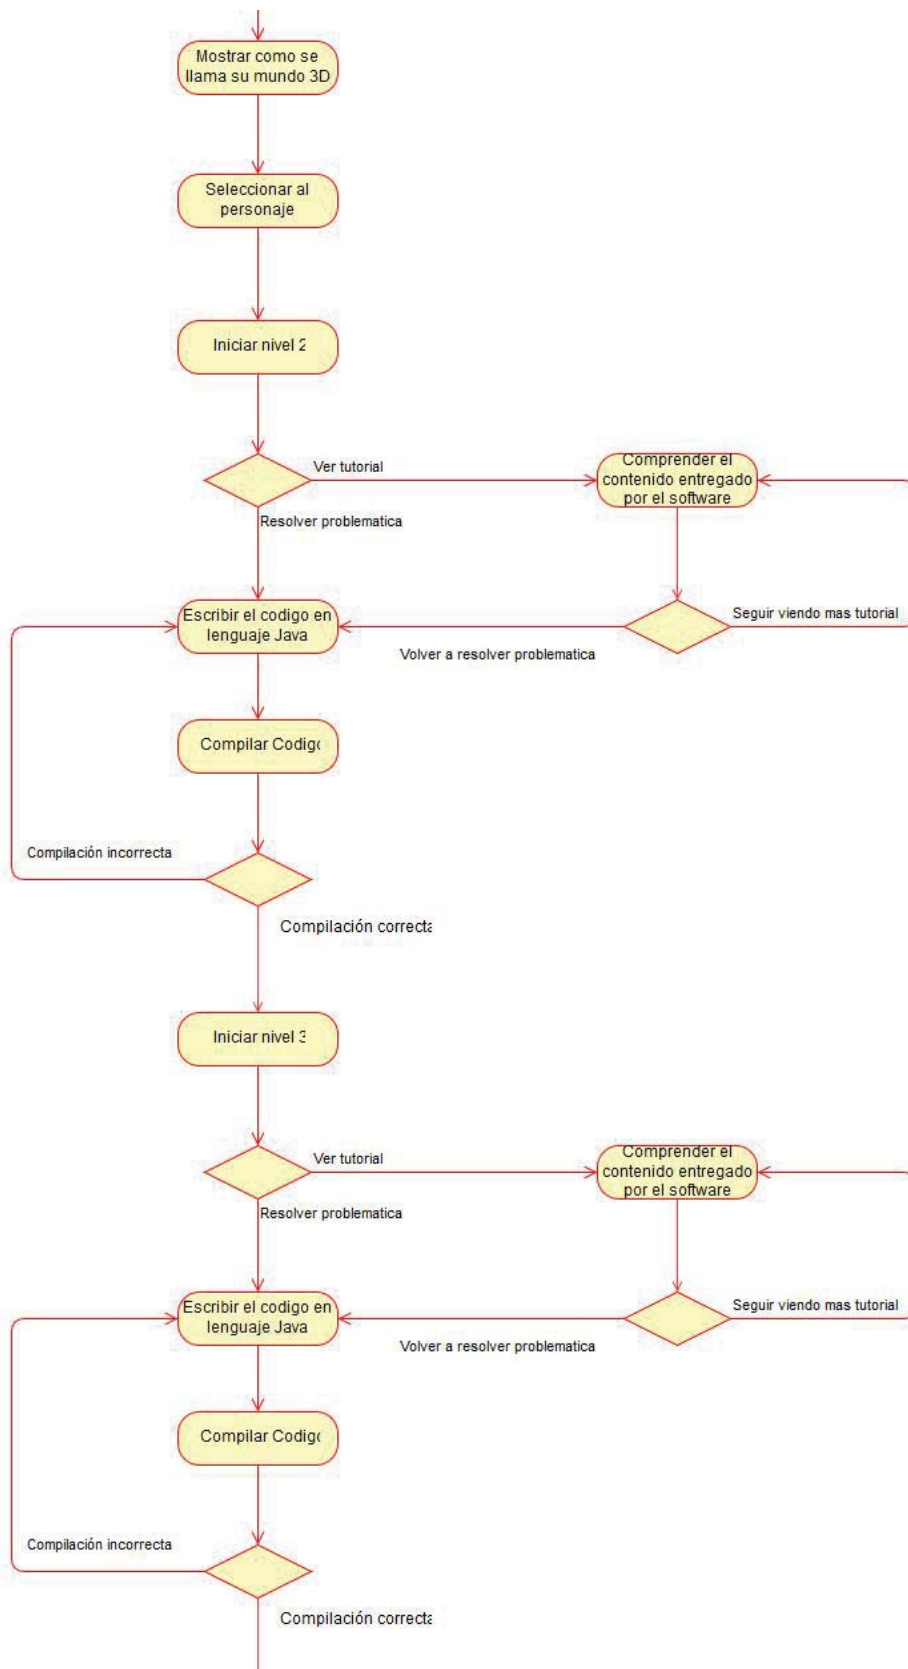 Mostrar como se
llama su mundo 3D
Seleccionar al
personaje
Iniciar nivel 2
Ver tutorial
Comprender el
contenido entregado
por el software
Resolver problematica
Escribir el codigo en
lenguaje Java
Seguir viendo mas tutorial
Volver a resolver problematica
Compilar Codigo
Compilación incorrecta
Compilación correcta
Iniciar nivel 3
Ver tutorial
Comprender el
contenido entregado
por el software
Resolver problematica
Escribir el codigo en
lenguaje Java
Seguir viendo mas tutorial
Volver a resolver problematica
Compilar Codigo
Compilación incorrecta
Compilación correcta